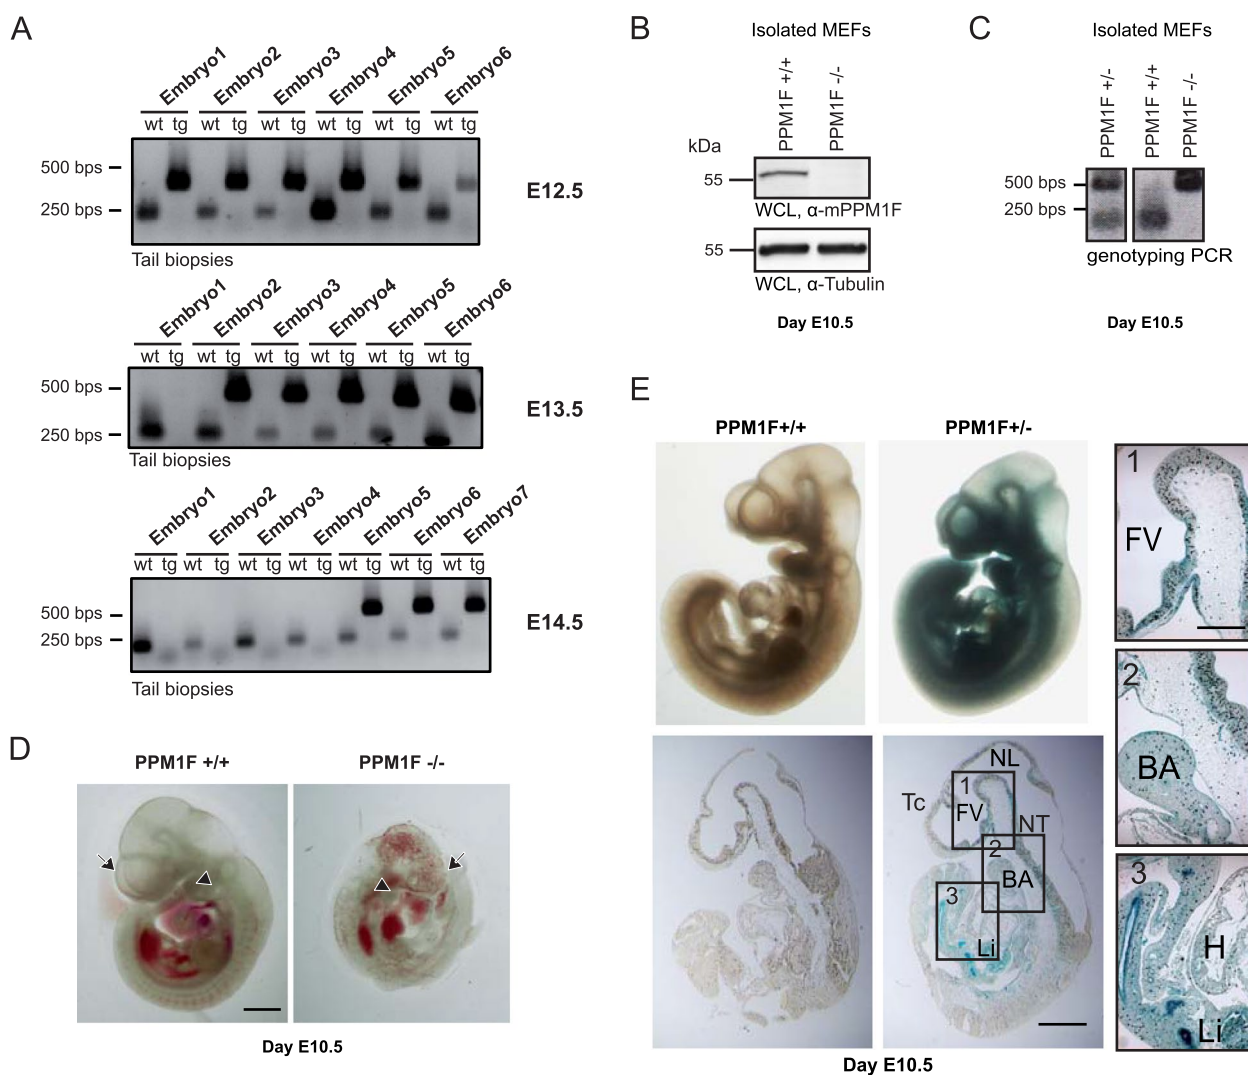 A
Embryo1 Embryo2 Embryo3 Embryo4 Embryo5 Embryo6
wt tg wt tg wt tg wt tg wt tg wt tg
500 bps
250 bps
E12.5
Tail biopsies
Embryo1 Embryo2 Embryo3 Embryo4 Embryo5 Embryo6
wt tg wt tg wt tg wt tg wt tg wt tg
500 bps
250 bps
E13.5
Tail biopsies
Embryo1 Embryo2 Embryo3 Embryo4 Embryo5 Embryo6 Embryo7
wt tg wt tg wt tg wt tg wt tg wt tg wt tg
500 bps
250 bps
E14.5
Tail biopsies
B
Isolated MEFs
PPM1F +/+
PPM1F -/-
kDa
55
WCL, α-mPPM1F
55
WCL, α-Tubulin
Day E10.5
C
Isolated MEFs
PPM1F +/-
PPM1F +/+
PPM1F -/-
500 bps
250 bps
genotyping PCR
Day E10.5
D
PPM1F +/+
PPM1F -/-
Day E10.5
E
PPM1F+/+
PPM1F+/-
NL
1
Tc
FV
NT
2
BA
3
Li
1
FV
2
BA
3
H
Li
Day E10.5